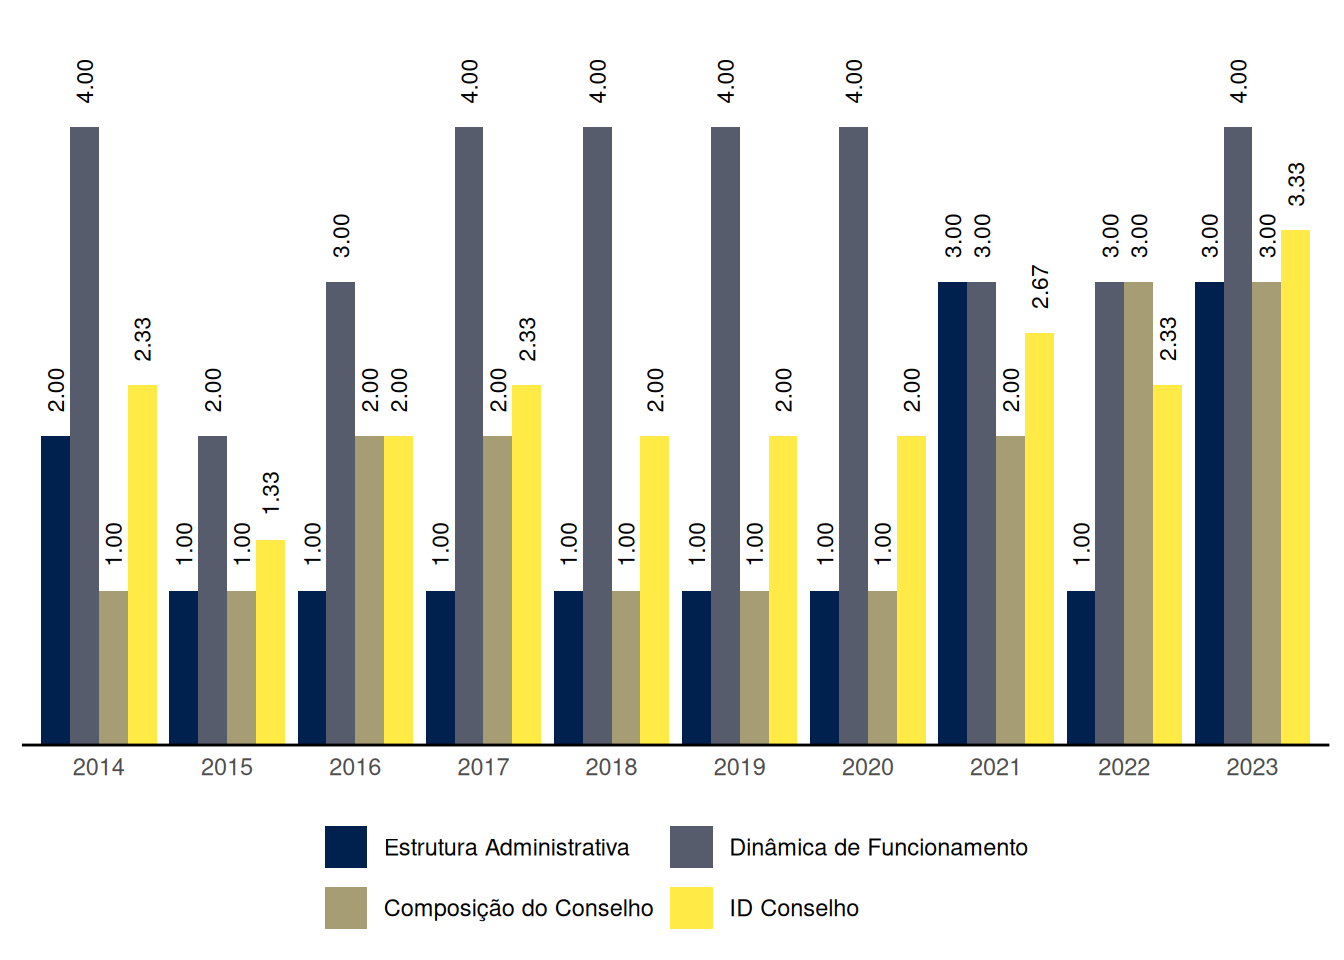 4.00 4.00 4.00 4.00 4.00 4.00
3.33
3.00 3.00 3.00 3.00 3.00 3.00 3.00
2.67
2.33 2.33 2.33
2.00 2.00 2.00 2.00 2.00 2.00 2.00 2.00 2.00
1.33
1.00 1.00 1.00 1.00 1.00 1.00 1.00 1.00 1.00 1.00 1.00 1.00
2014 2015 2016 2017 2018 2019 2020 2021 2022 2023
Estrutura Administrativa Dinâmica de Funcionamento
Composição do Conselho ID Conselho